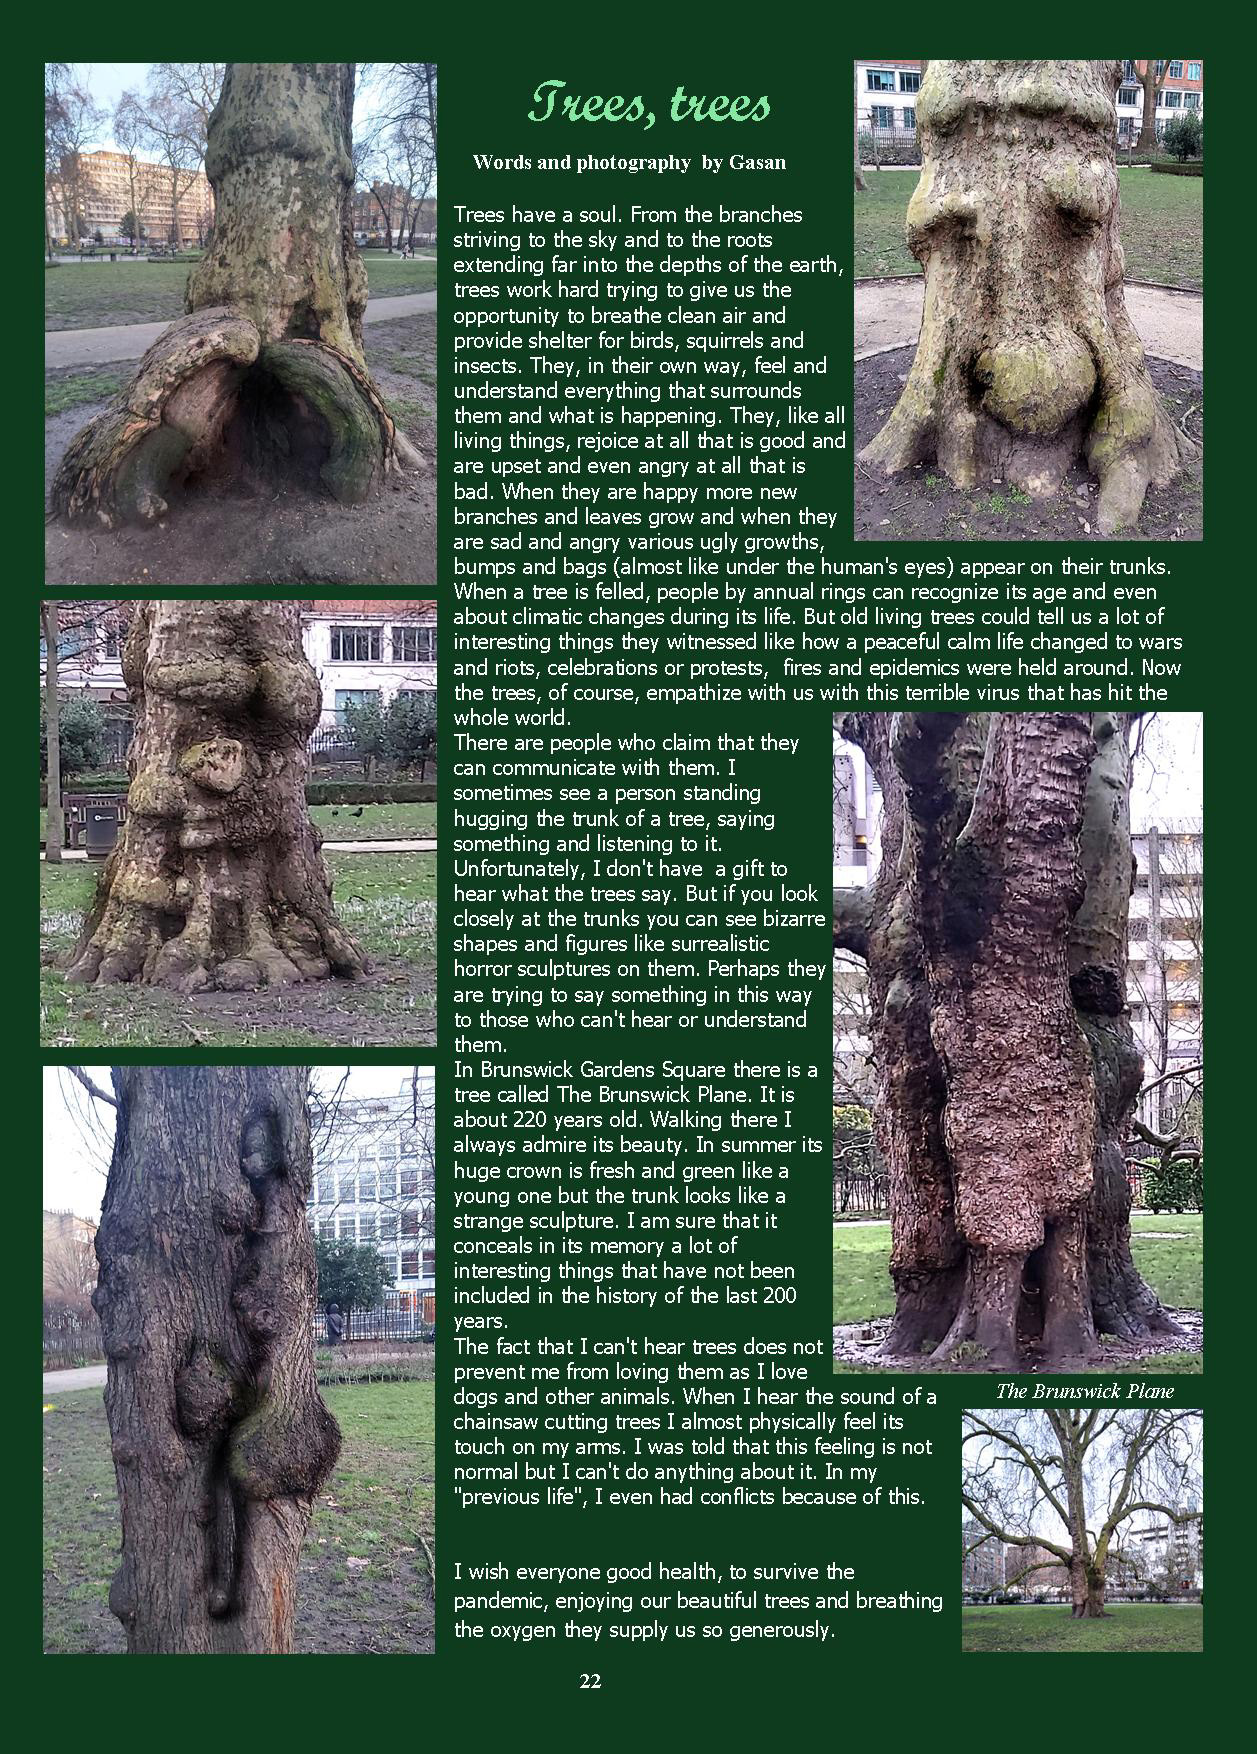 Trees, trees
Words and photography  by Gasan
Trees have a soul. From the branches
striving to the sky and to the roots
extending far into the depths of the earth,
trees work hard trying to give us the
opportunity to breathe clean air and
provide shelter for birds, squirrels and
insects. They, in their own way, feel and
understand everything that surrounds
them and what is happening. They, like all
living things, rejoice at all that is good and
are upset and even angry at all that is
bad. When they are happy more new
branches and leaves grow and when they
are sad and angry various ugly growths,
bumps and bags (almost like under the human's eyes) appear on their trunks.
When a tree is felled, people by annual rings can recognize its age and even
about climatic changes during its life. But old living trees could tell us a lot of
interesting things they witnessed like how a peaceful calm life changed to wars
and riots, celebrations or protests,  fires and epidemics were held around. Now
the trees, of course, empathize with us with this terrible virus that has hit the
whole world.
There are people who claim that they
can communicate with them. I
sometimes see a person standing
hugging the trunk of a tree, saying
something and listening to it.
Unfortunately, I don't have  a gift to
hear what the trees say. But if you look
closely at the trunks you can see bizarre
shapes and figures like surrealistic
horror sculptures on them. Perhaps they
are trying to say something in this way
to those who can't hear or understand
them.
In Brunswick Gardens Square there is a
tree called The Brunswick Plane. It is
about 220 years old. Walking there I
always admire its beauty. In summer its
huge crown is fresh and green like a
young one but the trunk looks like a
strange sculpture. I am sure that it
conceals in its memory a lot of
interesting things that have not been
included in the history of the last 200
years.
The fact that I can't hear trees does not
prevent me from loving them as I love
dogs and other animals. When I hear the sound of a
chainsaw cutting trees I almost physically feel its
touch on my arms. I was told that this feeling is not
normal but I can't do anything about it. In my
"previous life", I even had conflicts because of this.
I wish everyone good health, to survive the
pandemic, enjoying our beautiful trees and breathing
the oxygen they supply us so generously.
The Brunswick Plane
22